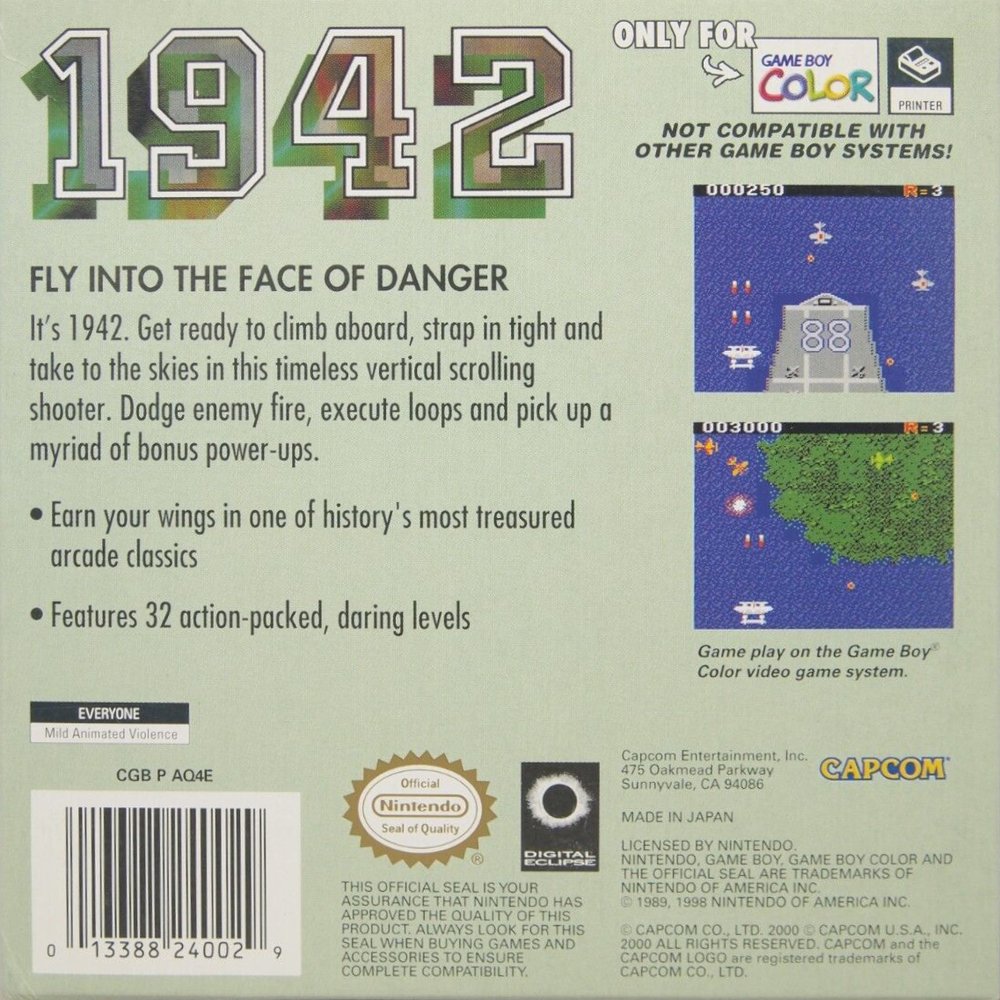 1942
ONLY FOR
GAME BOY
COLOR
PRINTER
NOT COMPATIBLE WITH
OTHER GAME BOY SYSTEMS!
000250 R=3
88
003000 R=3
Game play on the Game Boy®
Color video game system.
FLY INTO THE FACE OF DANGER
It's 1942. Get ready to climb aboard, strap in tight and
take to the skies in this timeless vertical scrolling
shooter. Dodge enemy fire, execute loops and pick up a
myriad of bonus power-ups.
• Earn your wings in one of history's most treasured
arcade classics
• Features 32 action-packed, daring levels
EVERYONE
Mild Animated Violence
CGB P AQ4E
0 13388 24002 9
Official
Nintendo
Seal of Quality
®
THIS OFFICIAL SEAL IS YOUR
ASSURANCE THAT NINTENDO HAS
APPROVED THE QUALITY OF THIS
PRODUCT. ALWAYS LOOK FOR THIS
SEAL WHEN BUYING GAMES AND
ACCESSORIES TO ENSURE
COMPLETE COMPATIBILITY.
DIGITAL
ECLIPSE
Capcom Entertainment, Inc.
475 Oakmead Parkway
Sunnyvale, CA 94086
CAPCOM
MADE IN JAPAN
LICENSED BY NINTENDO.
NINTENDO, GAME BOY, GAME BOY COLOR AND
THE OFFICIAL SEAL ARE TRADEMARKS OF
NINTENDO OF AMERICA INC.
© 1989, 1998 NINTENDO OF AMERICA INC.
© CAPCOM CO., LTD. 2000 © CAPCOM U.S.A., INC.
2000 ALL RIGHTS RESERVED. CAPCOM and the
CAPCOM LOGO are registered trademarks of
CAPCOM CO., LTD.